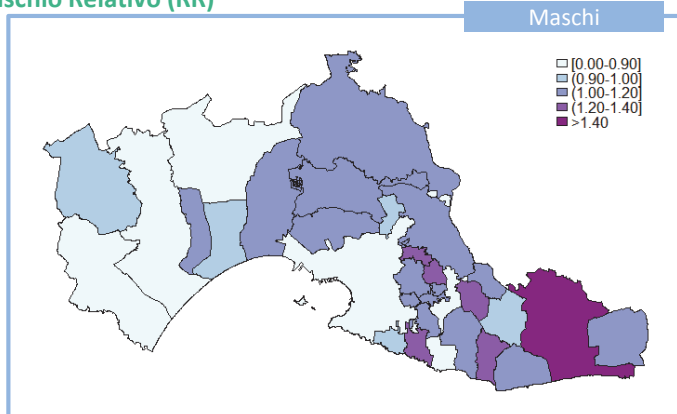 schio Relativo (RR)
Maschi
[0.00-0.90]
(0.90-1.00]
(1.00-1.20]
(1.20-1.40]
>1.40